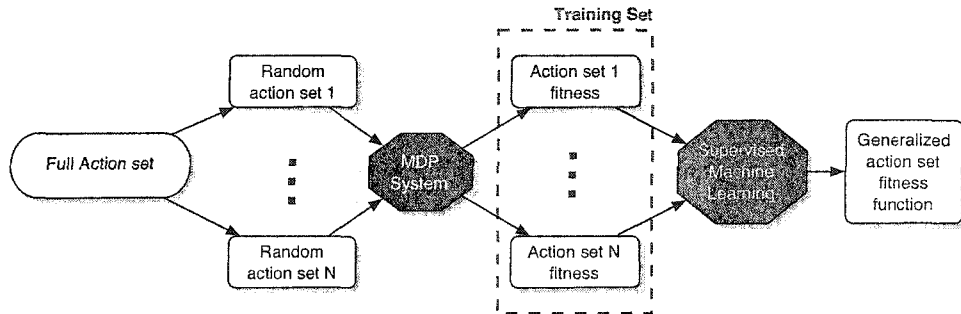 Training Set
Random
action set 1
Action set 1
fitness
Full Action set
MDP
System
Supervised
Machine
Learning
Generalized
action set
fitness
function
Random
action set N
Action set N
fitness